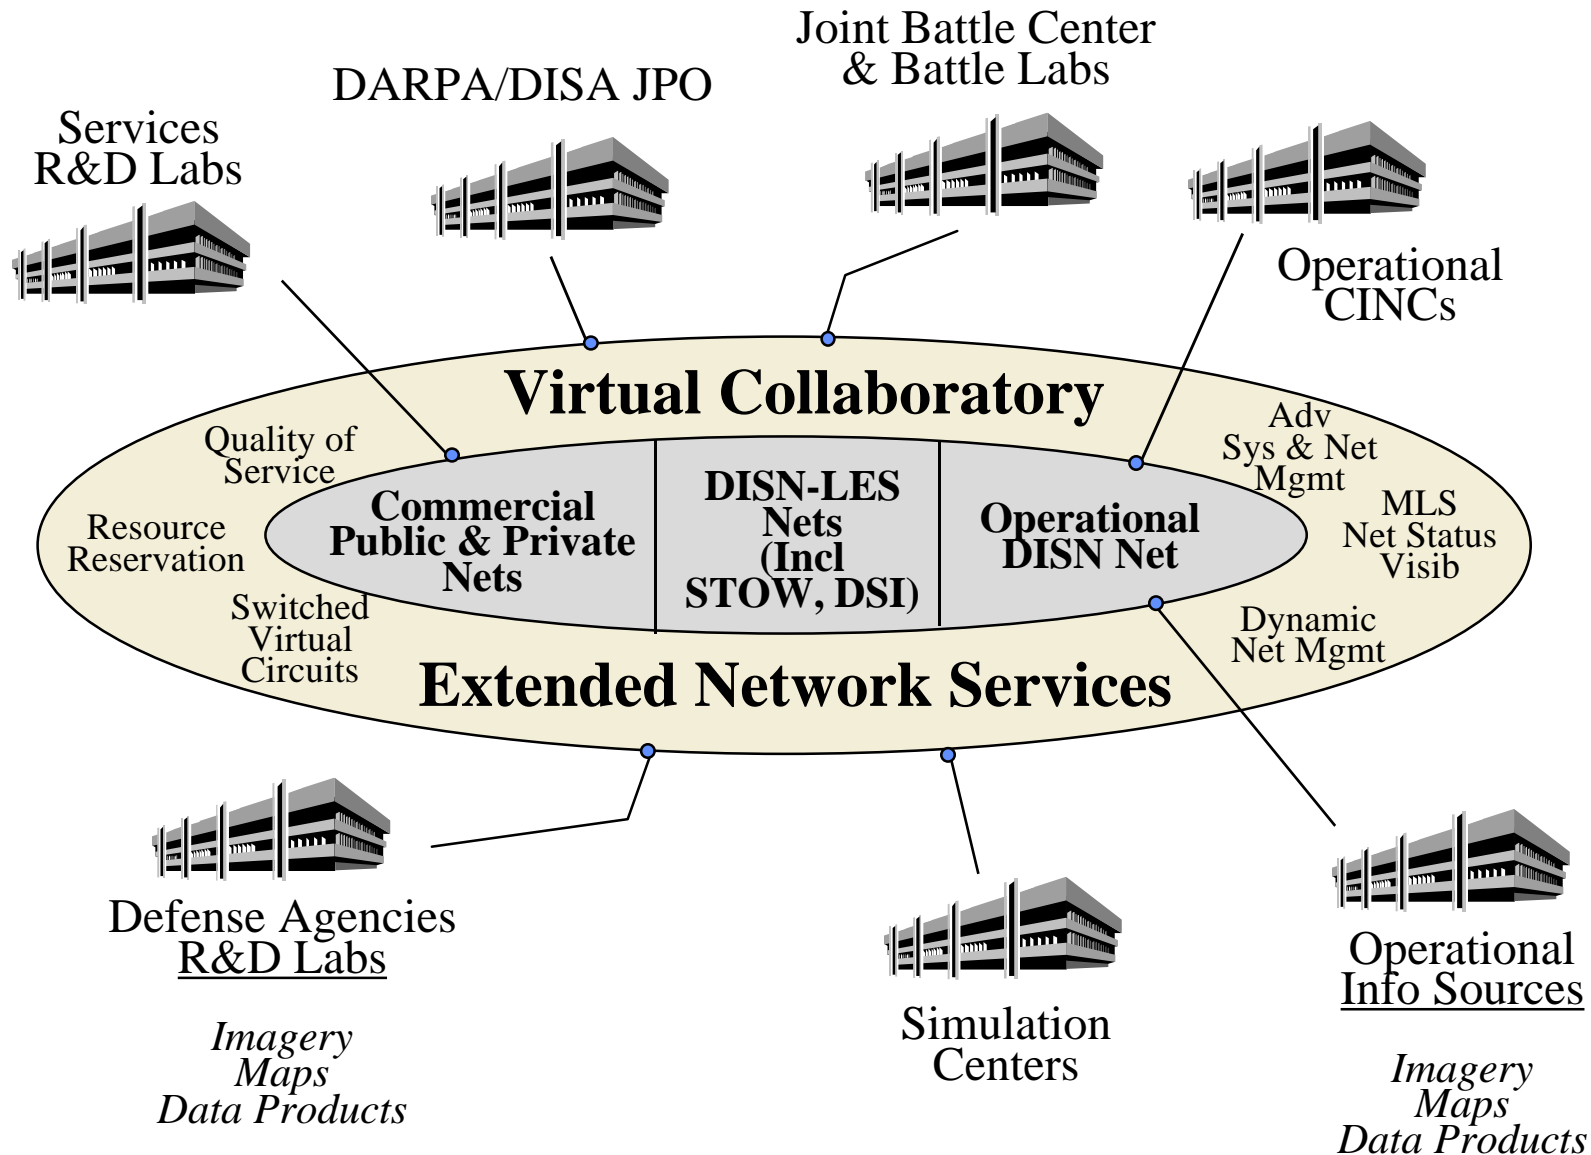 Joint Battle Center
& Battle Labs
DARPA/DISA JPO
Services
R&D Labs
Operational
CINCs
Virtual Collaboratory
Quality of
Service
Resource
Reservation
Switched
Virtual
Circuits
Commercial
Public & Private
Nets
DISN-LES
Nets
(Incl
STOW, DSI)
Operational
DISN Net
Adv
Sys & Net
Mgmt
MLS
Net Status
Visib
Dynamic
Net Mgmt
Extended Network Services
Defense Agencies
R&D Labs
Imagery
Maps
Data Products
Simulation
Centers
Operational
Info Sources
Imagery
Maps
Data Products